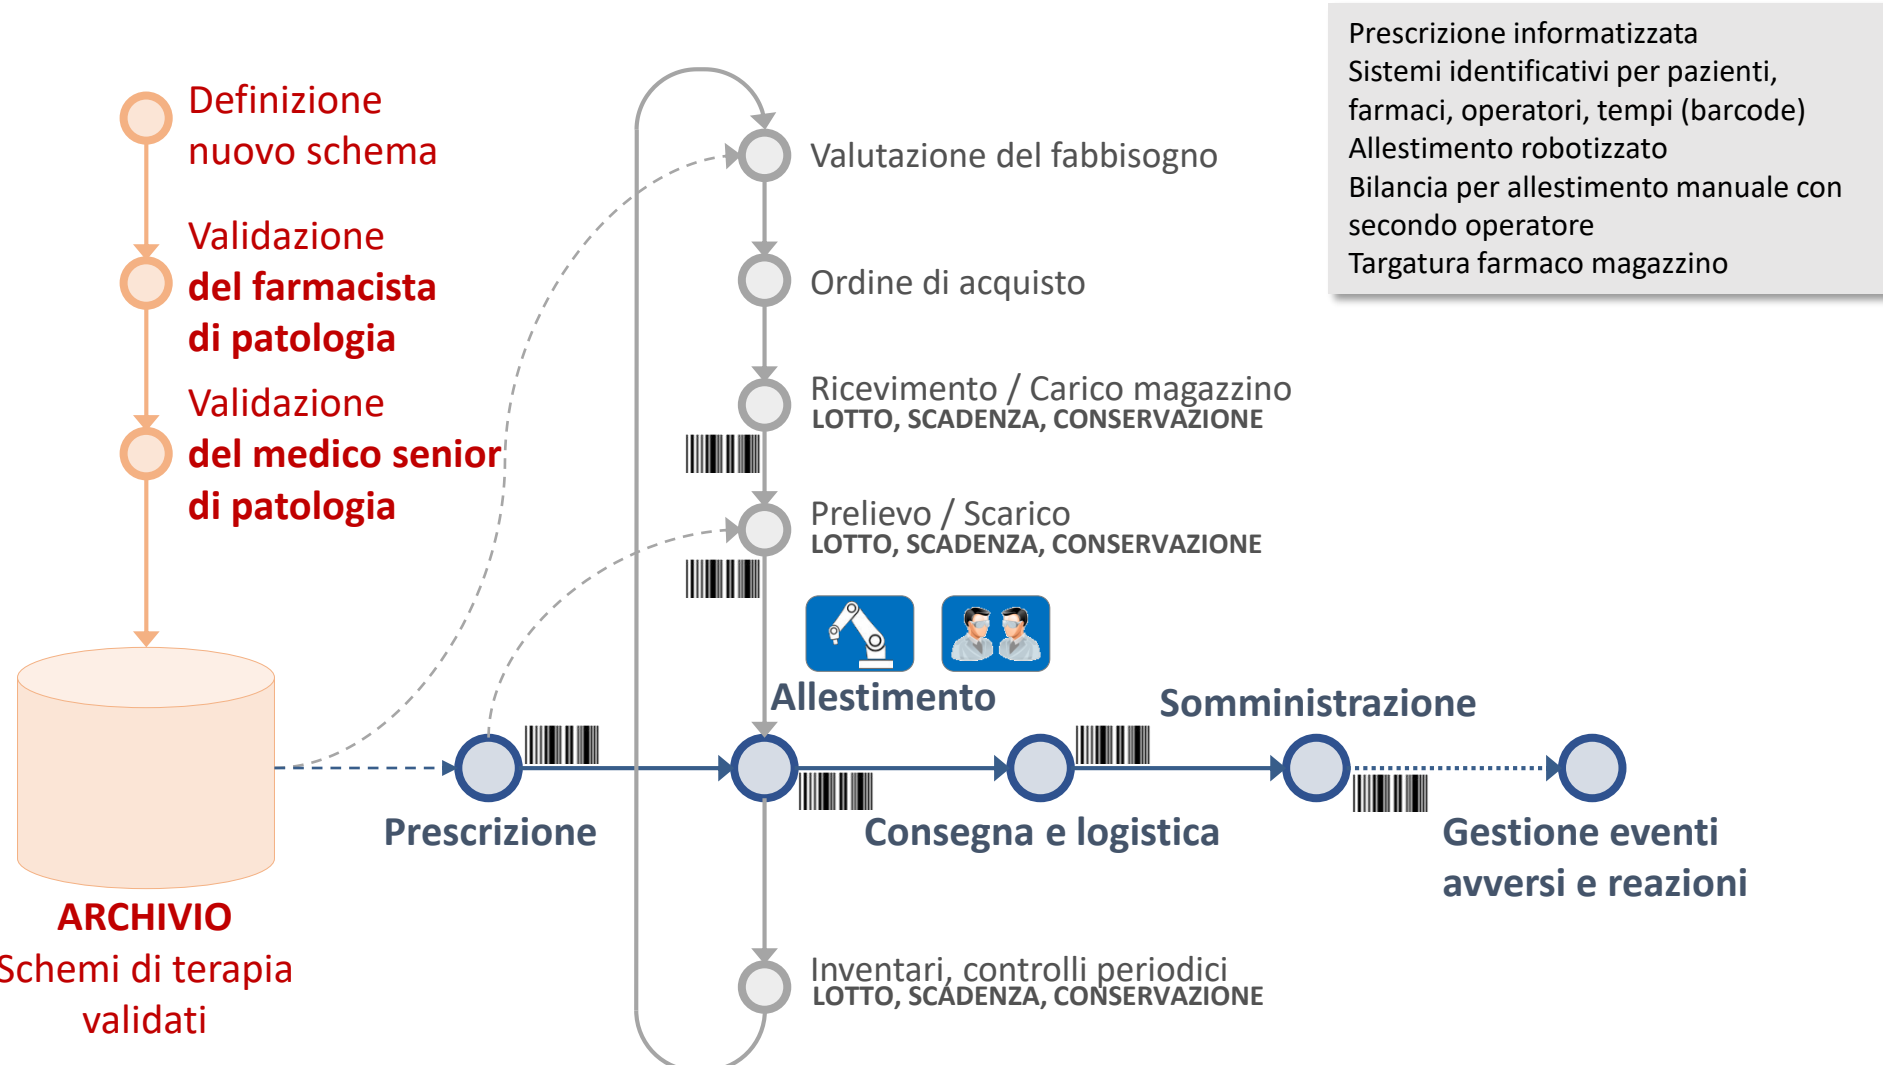 Prescrizione informatizzata
Sistemi identificativi per pazienti,
farmaci, operatori, tempi (barcode)
Allestimento robotizzato
Bilancia per allestimento manuale con
secondo operatore
Targatura farmaco magazzino
Definizione
nuovo schema
Validazione
del farmacista
di patologia
Validazione
del medico senior
di patologia
ARCHIVIO
Schemi di terapia
validati
Valutazione del fabbisogno
Ordine di acquisto
Ricevimento / Carico magazzino
LOTTO, SCADENZA, CONSERVAZIONE
Prelievo / Scarico
LOTTO, SCADENZA, CONSERVAZIONE
Allestimento
Somministrazione
Prescrizione
Consegna e logistica
Gestione eventi
avversi e reazioni
Inventari, controlli periodici
LOTTO, SCADENZA, CONSERVAZIONE